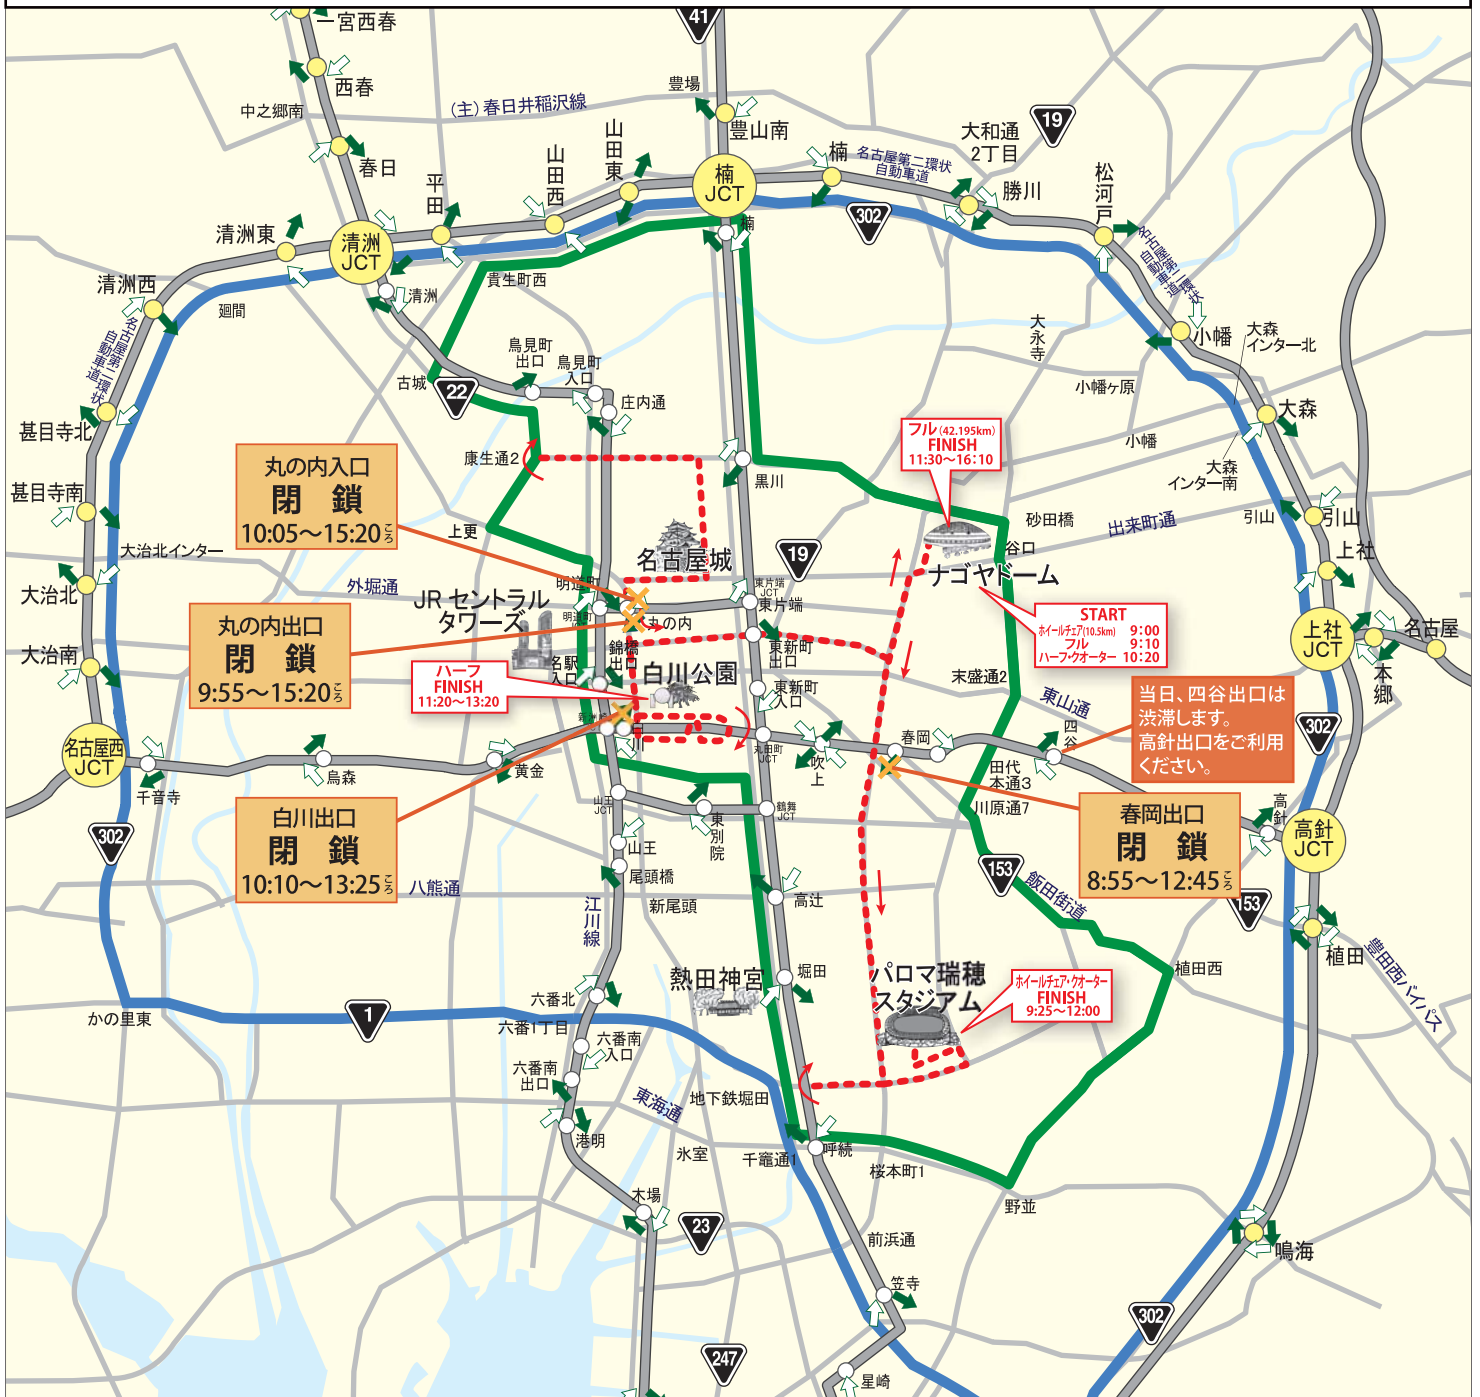 41
一宮西春
西春
中之郷南
(主)春日井稲沢線
豊場
豊山南
19
大和通
2丁目
春日
平田
山田西
山田東
楠
JCT
楠
名古屋第二環状
自動車道
勝川
松河戸
302
清洲東
清洲
JCT
楠
名古屋第二環状
自動車道
清洲西
清洲
貴生町西
廻間
名古屋第二環状
自動車道
大永寺
小幡
大森
インター北
鳥見町
出口
鳥見町
入口
古城
22
庄内通
小幡ヶ原
大森
甚目寺北
小幡
フル(42.195km)
FINISH
11:30～16:10
康生通2
黒川
大森
インター南
丸の内入口
閉鎖
10:05～15:20ころ
甚目寺南
上更
砂田橋
出来町通
引山
引山
谷口
大治北インター
名古屋城
19
ナゴヤドーム
上社
外堀通
明道町
東片端
JCT
東片端
大治北
JR セントラル
タワーズ
明道町
丸の内
START
ホイールチェア(10.5km) 9:00
フル 9:10
ハーフ・クオーター 10:20
丸の内出口
閉鎖
9:55～15:20ころ
錦橋
出口
東新町
出口
上社
JCT
名古屋
大治南
名駅
入口
白川公園
ハーフ
FINISH
11:20～13:20
末盛通2
本郷
東新町
入口
東山通
当日、四谷出口は
渋滞します。
高針出口をご利用
ください。
302
名古屋西
JCT
丸田町
JCT
春岡
四谷
烏森
黄金
吹上
田代
本通3
千音寺
山王
JCT
鶴舞
JCT
川原通7
高針
302
白川出口
閉鎖
10:10～13:25ころ
東別院
春岡出口
閉鎖
8:55～12:45ころ
高針
JCT
山王
尾頭橋
153
飯田街道
153
八熊通
新尾頭
高辻
江川線
植田
豊田西バイパス
熱田神宮
堀田
パロマ瑞穂
スタジアム
ホイールチェア・クオーター
FINISH
9:25～12:00
植田西
かの里東
1
六番北
六番1丁目
六番南
入口
六番南
出口
東海通
地下鉄堀田
港明
氷室
千竈通1
呼続
桜本町1
木場
野並
23
前浜通
鳴海
笠寺
302
247
星崎